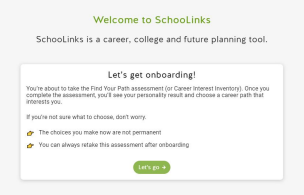 Welcome to SchooLinks
SchooLinks is a career, college and future planning tool.
Let's get onboarding!
You're about to take the Find Your Path assessment (or Career Interest Inventory). Once you
complete the assessment, you'll see your personality result and choose a career path that
interests you.
If you're not sure what to choose, don't worry.
The choices you make now are not permanent
You can always retake this assessment after onboarding
Let's go